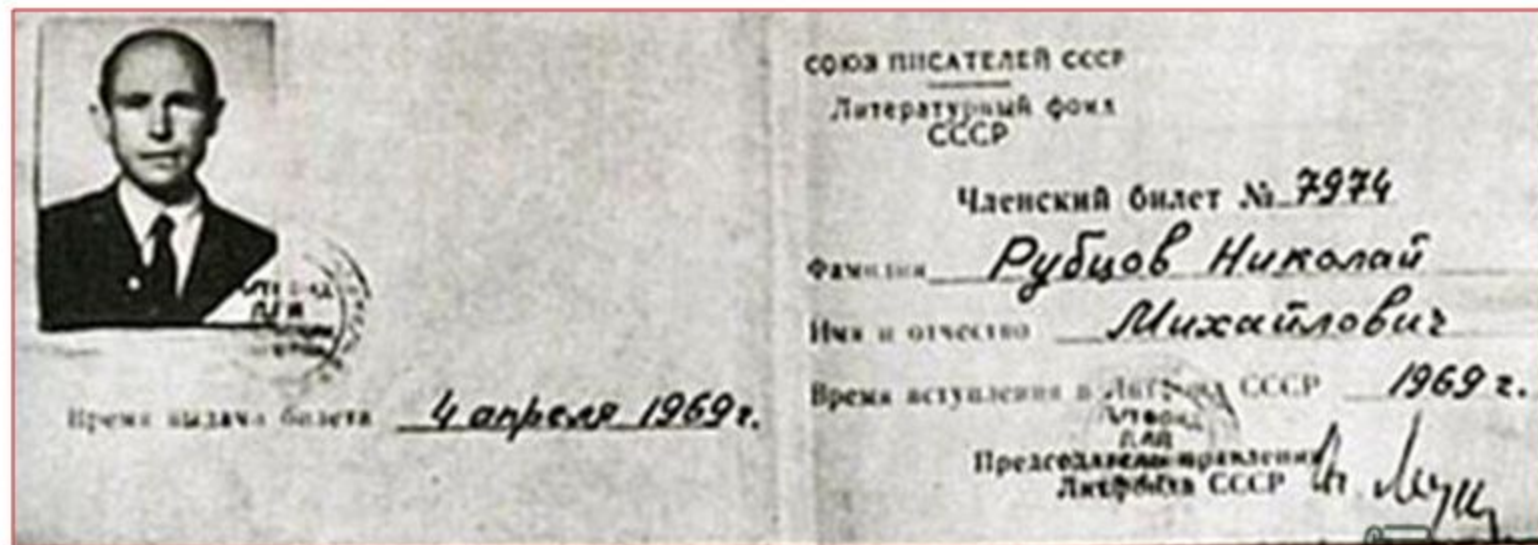 Время выдачи билета 4 апреля 1969 г.
СОЮЗ ПИСАТЕЛЕЙ СССР
Литературный фонд
СССР
Членский билет № 7974
Фамилия Рубцов Николай
Имя и отчество Михайлович
Время вступления в Литфонд СССР 1969 г.
Председатель правления
Литфонда СССР